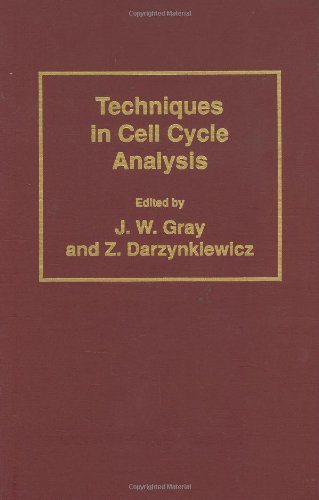 Techniques
in Cell Cycle
Analysis
Edited by
J. W. Gray
and Z. Darzynkiewicz